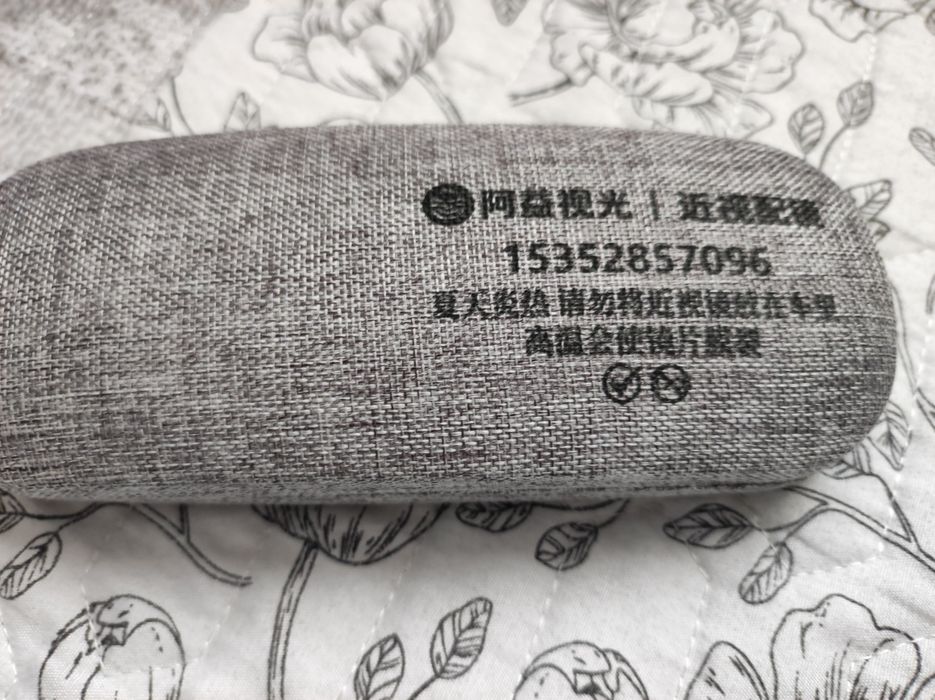 阿益视光 | 近视配镜
15352857096
夏天炎热 请勿将近视镜放在车里
高温会使镜片膜裂